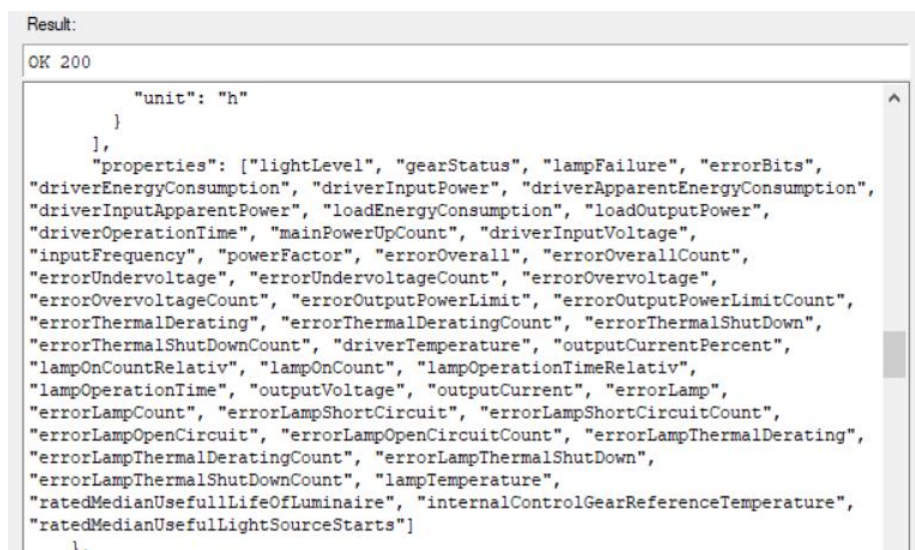 Result:
OK 200
"unit": "h"
}
],
"properties": ["lightLevel", "gearStatus", "lampFailure", "errorBits",
"driverEnergyConsumption", "driverInputPower", "driverApparentEnergyConsumption",
"driverInputApparentPower", "loadEnergyConsumption", "loadOutputPower",
"driverOperationTime", "mainPowerUpCount", "driverInputVoltage",
"inputFrequency", "powerFactor", "errorOverall", "errorOverallCount",
"errorUndervoltage", "errorUndervoltageCount", "errorOvervoltage",
"errorOvervoltageCount", "errorOutputPowerLimit", "errorOutputPowerLimitCount",
"errorThermalDerating", "errorThermalDeratingCount", "errorThermalShutDown",
"errorThermalShutDownCount", "driverTemperature", "outputCurrentPercent",
"lampOnCountRelativ", "lampOnCount", "lampOperationTimeRelativ",
"lampOperationTime", "outputVoltage", "outputCurrent", "errorLamp",
"errorLampCount", "errorLampShortCircuit", "errorLampShortCircuitCount",
"errorLampOpenCircuit", "errorLampOpenCircuitCount", "errorLampThermalDerating",
"errorLampThermalDeratingCount", "errorLampThermalShutDown",
"errorLampThermalShutDownCount", "lampTemperature",
"ratedMedianUsefullLifeOfLuminaire", "internalControlGearReferenceTemperature",
"ratedMedianUsefulLightSourceStarts"]
},